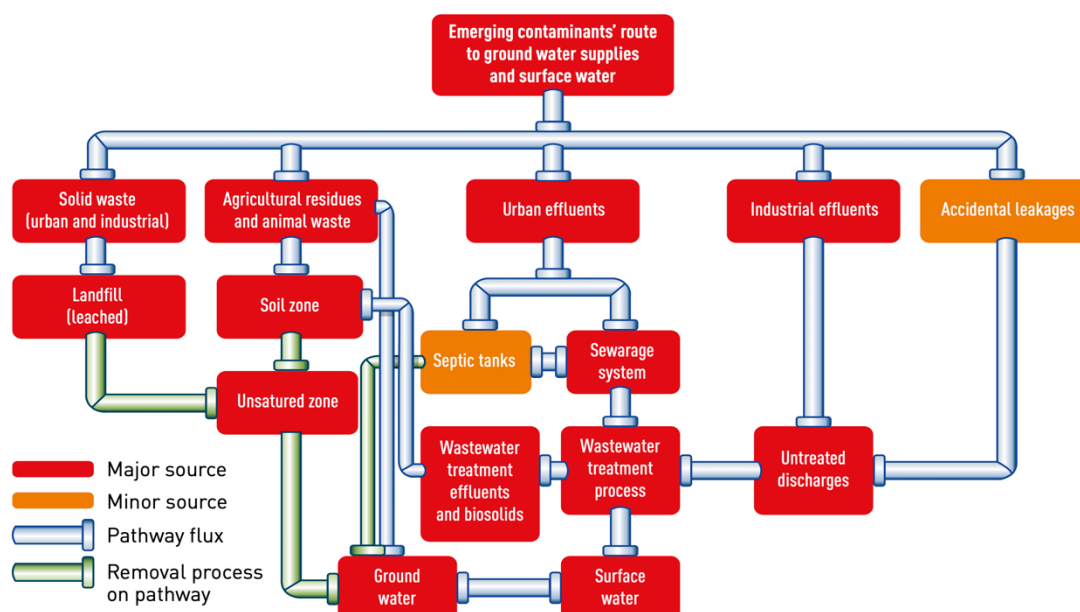 Emerging contaminants' route
to ground water supplies
and surface water
Solid waste
(urban and industrial)
Agricultural residues
and animal waste
Urban effluents
Industrial effluents
Accidental leakages
Landfill
(leached)
Soil zone
Septic tanks
Sewarage
system
Unsatured zone
Wastewater
treatment
effluents
and biosolids
Wastewater
treatment
process
Untreated
discharges
Major source
Minor source
Pathway flux
Removal process
on pathway
Ground
water
Surface
water